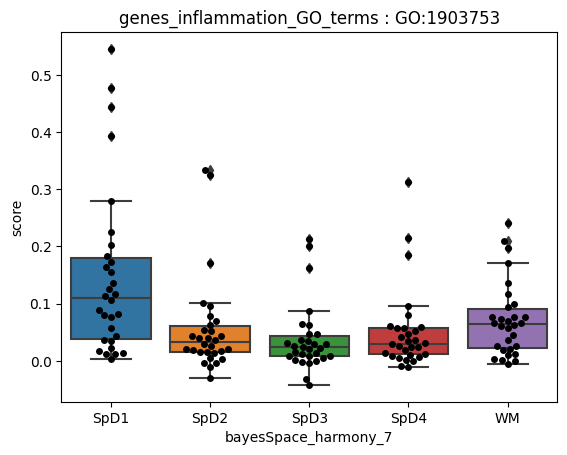 genes_inflammation_GO_terms : GO:1903753
score
0.5
0.4
0.3
0.2
0.1
0.0
SpD1 SpD2 SpD3 SpD4 WM
bayesSpace_harmony_7